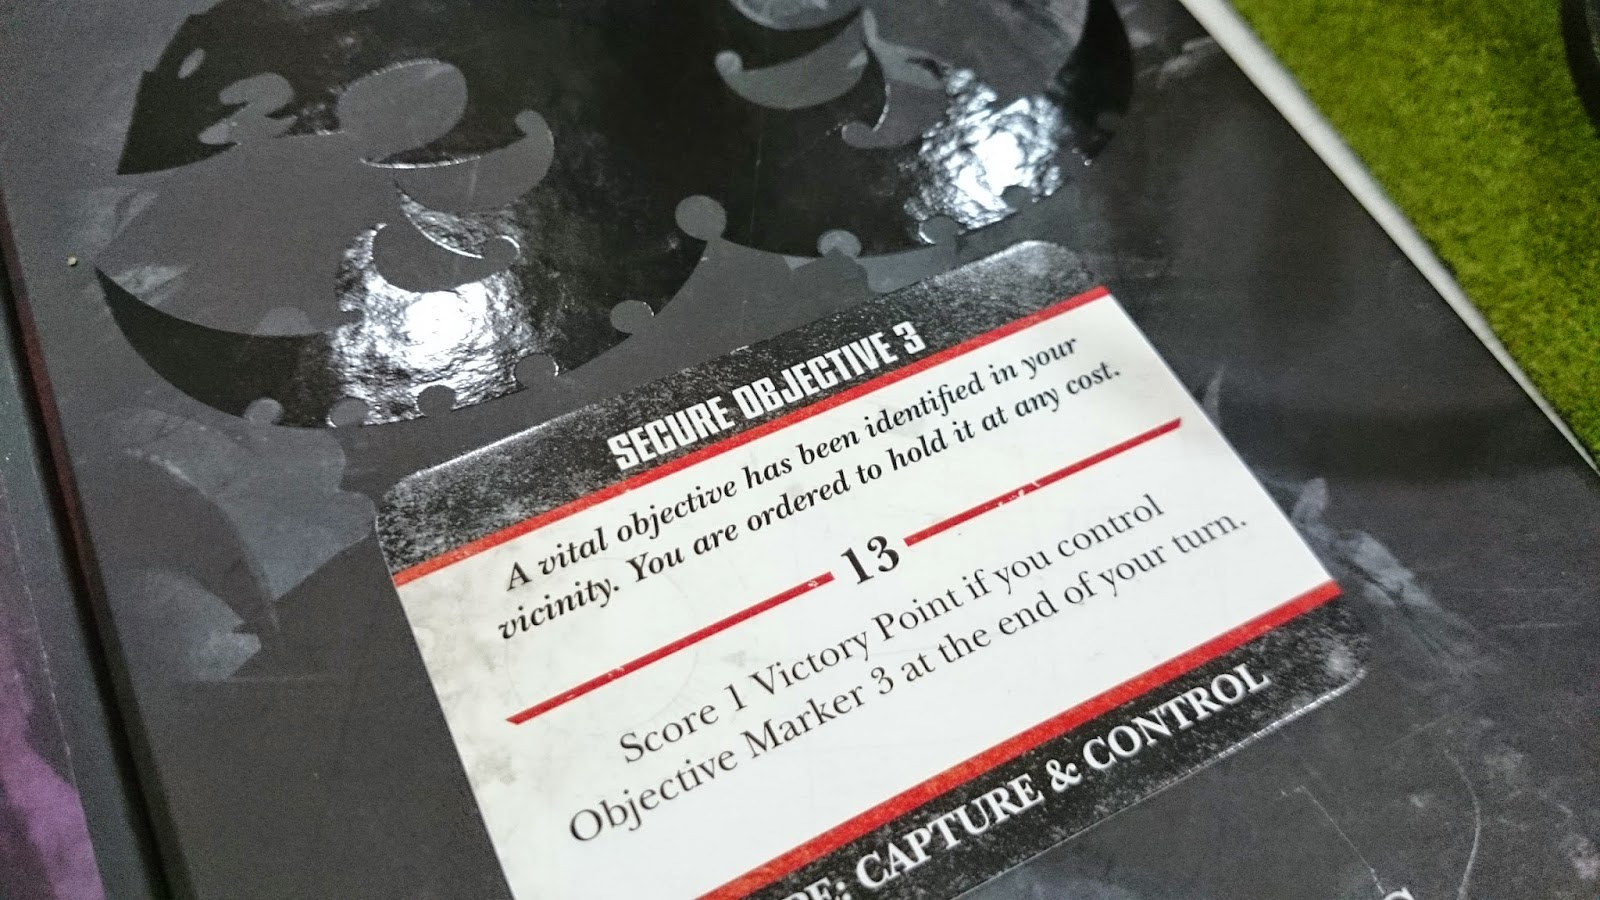 SECURE OBJECTIVE 3
A vital objective has been identified in your
vicinity. You are ordered to hold it at any cost.
13
Score 1 Victory Point if you control
Objective Marker 3 at the end of your turn.
CAPTURE & CONTROL